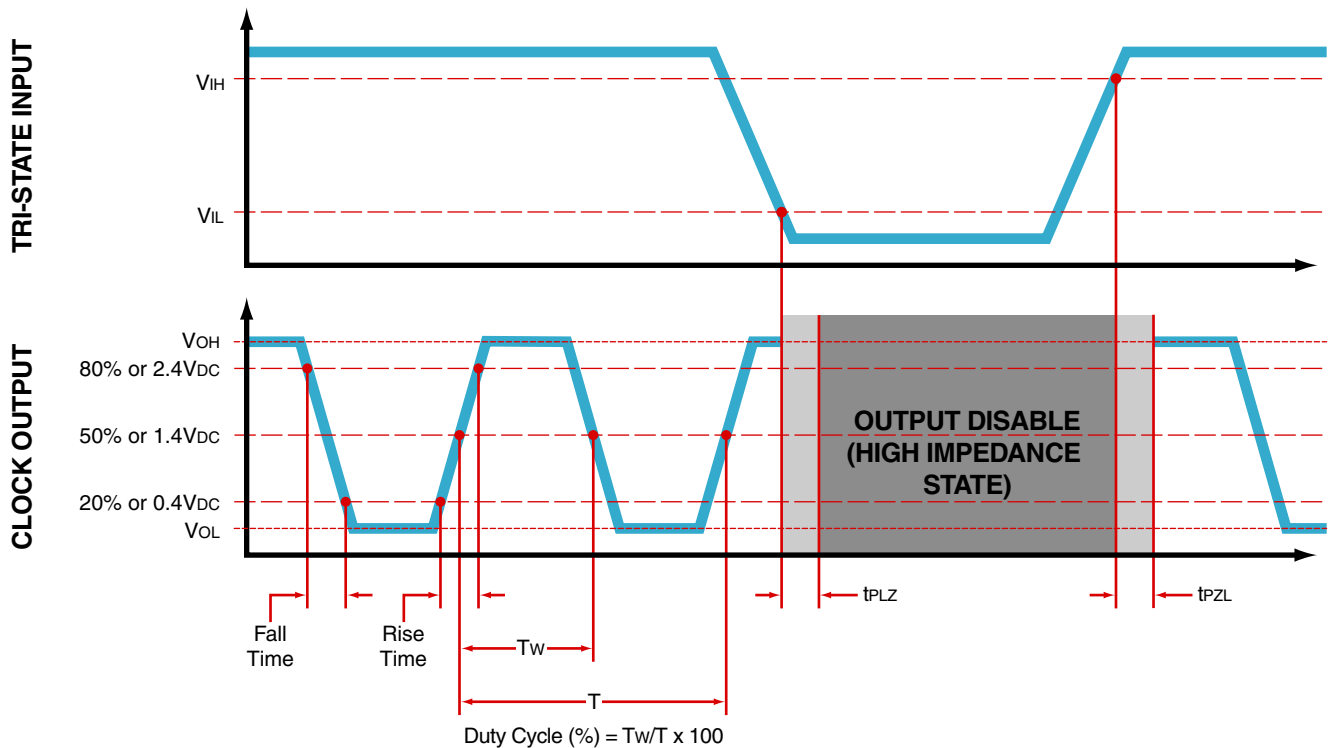 TRI-STATE INPUT
VIH
VIL
CLOCK OUTPUT
VOH
80% or 2.4VDC
50% or 1.4VDC
20% or 0.4VDC
VOL
OUTPUT DISABLE
(HIGH IMPEDANCE
STATE)
tPLZ
tPZL
Fall
Time
Rise
Time
TW
T
Duty Cycle (%) = TW/T x 100